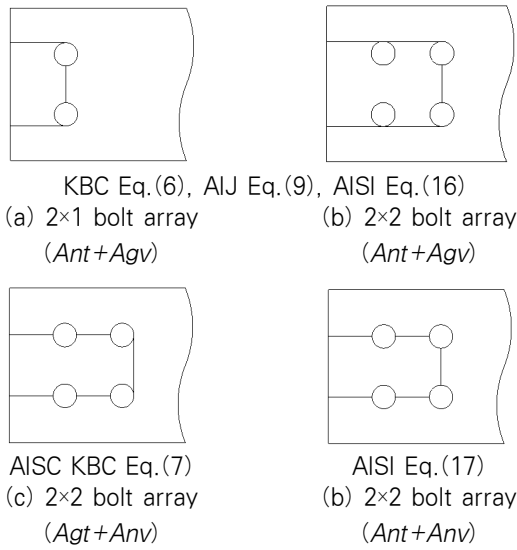 KBC Eq.(6), AIJ Eq.(9), AISI Eq.(16)
(a) 2×1 bolt array
(b) 2×2 bolt array
(Ant+Agv)
(Ant+Agv)
AISC KBC Eq.(7)
AISI Eq.(17)
(c) 2×2 bolt array
(b) 2×2 bolt array
(Agt+Anv)
(Ant+Anv)